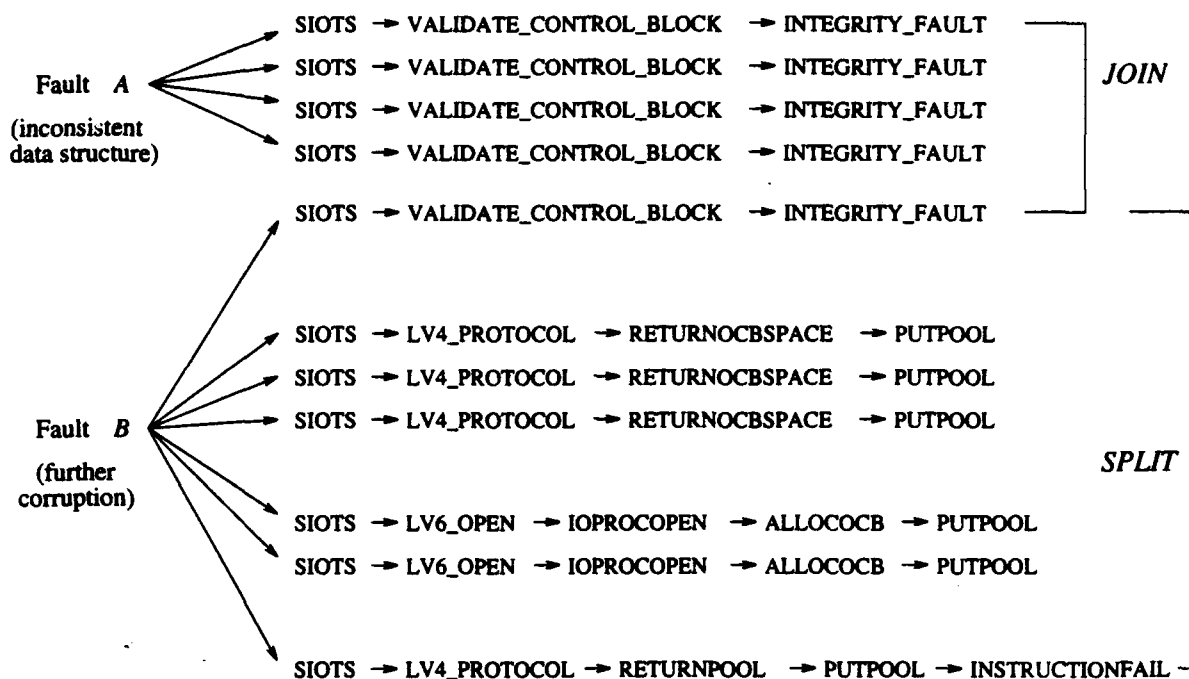 SIOTS → VALIDATE_CONTROL_BLOCK → INTEGRITY_FAULT
SIOTS → VALIDATE_CONTROL_BLOCK → INTEGRITY_FAULT
JOIN
Fault A
SIOTS → VALIDATE_CONTROL_BLOCK → INTEGRITY_FAULT
(inconsistent
data structure)
SIOTS → VALIDATE_CONTROL_BLOCK → INTEGRITY_FAULT
SIOTS → VALIDATE_CONTROL_BLOCK → INTEGRITY_FAULT
SIOTS → LV4_PROTOCOL → RETURNOCBSPACE → PUTPOOL
SIOTS → LV4_PROTOCOL → RETURNOCBSPACE → PUTPOOL
SIOTS → LV4_PROTOCOL → RETURNOCBSPACE → PUTPOOL
Fault B
(further
corruption)
SPLIT
SIOTS → LV6_OPEN → IOPROCOPEN → ALLOCOCB → PUTPOOL
SIOTS → LV6_OPEN → IOPROCOPEN → ALLOCOCB → PUTPOOL
SIOTS → LV4_PROTOCOL → RETURNPOOL → PUTPOOL → INSTRUCTIONFAIL